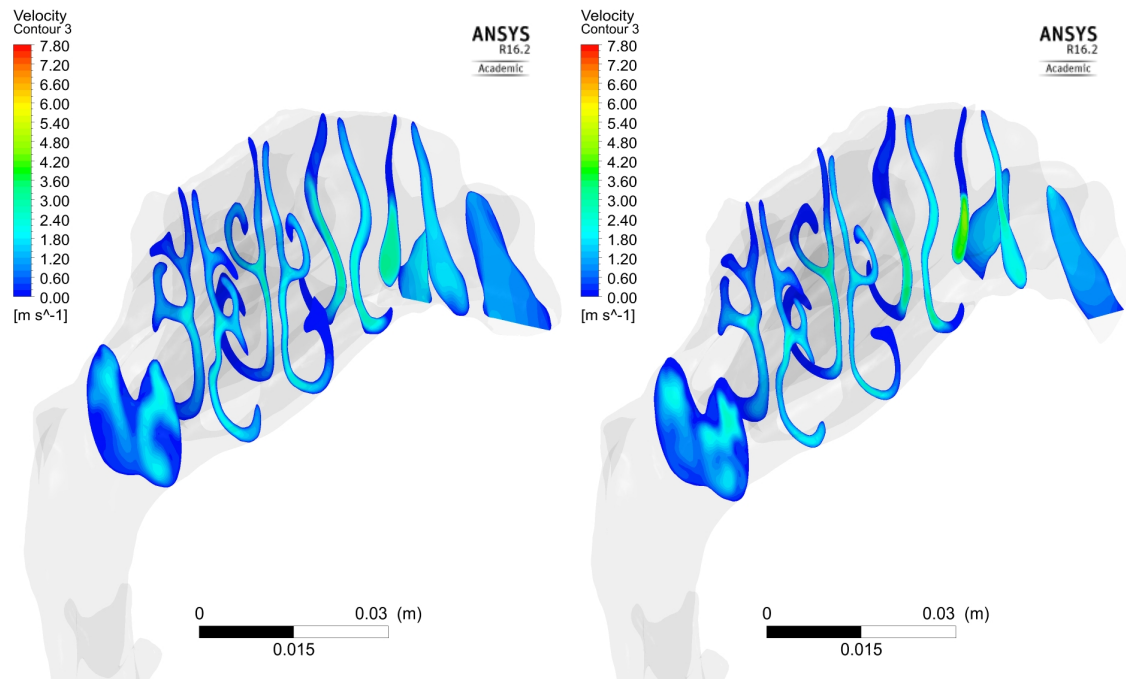 Velocity
Contour 3
7.80
7.20
6.60
6.00
5.40
4.80
4.20
3.60
3.00
2.40
1.80
1.20
0.60
0.00
[m s^-1]
ANSYS
R16.2
Academic
0 0.03 (m)
0.015
Velocity
Contour 3
7.80
7.20
6.60
6.00
5.40
4.80
4.20
3.60
3.00
2.40
1.80
1.20
0.60
0.00
[m s^-1]
ANSYS
R16.2
Academic
0 0.03 (m)
0.015